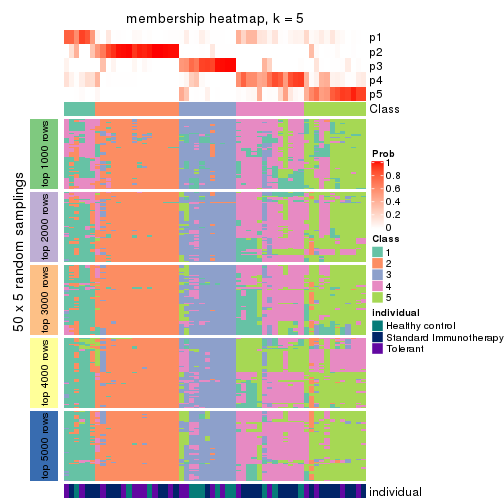 membership heatmap, k = 5
p1
p2
p3
p4
p5
Class
50 x 5 random samplings
top 1000 rows
top 2000 rows
top 3000 rows
top 4000 rows
top 5000 rows
individual
Prob
1
0.8
0.6
0.4
0.2
0
Class
1
2
3
4
5
individual
Healthy control
Standard Immunotherapy
Tolerant